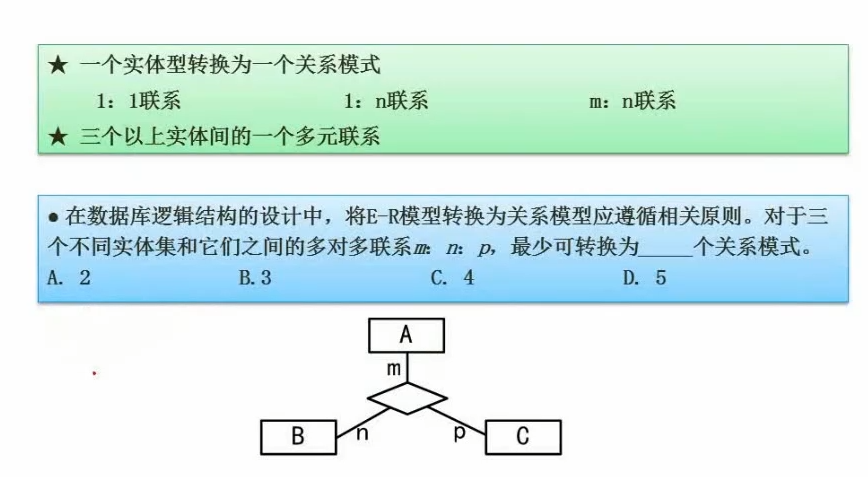 ★ 一个实体型转换为一个关系模式
1：1联系 1：n联系 m：n联系
★ 三个以上实体间的一个多元联系
● 在数据库逻辑结构的设计中，将E-R模型转换为关系模型应遵循相关原则。对于三
个不同实体集和它们之间的多对多联系m：n：p，最少可转换为_____个关系模式。
A. 2 B.3 C. 4 D. 5
A
m
B n p C